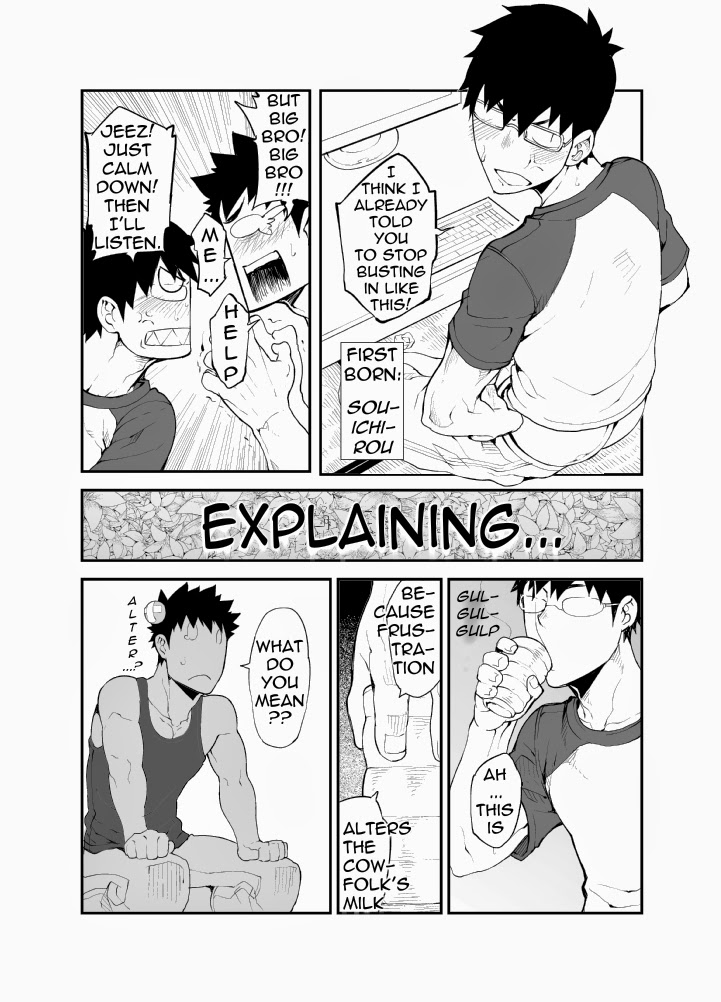 I
THINK I
ALREADY
TOLD
YOU
TO STOP
BUSTING
IN LIKE
THIS!
FIRST
BORN:
SOU-
ICHI-
ROU
BUT
BIG
BRO!
BIG
BRO
!!!
ME...
HELP
JEEZ!
JUST
CALM
DOWN!
THEN
I'LL
LISTEN.
EXPLAINING...
GUL-
GUL-
GULP
AH
...
THIS
IS
BE-
CAUSE
FRUS-
TRA-
TION
ALTERS
THE
COW-
FOLK'S
MILK
WHAT
DO
YOU
MEAN
??
ALTER
....?